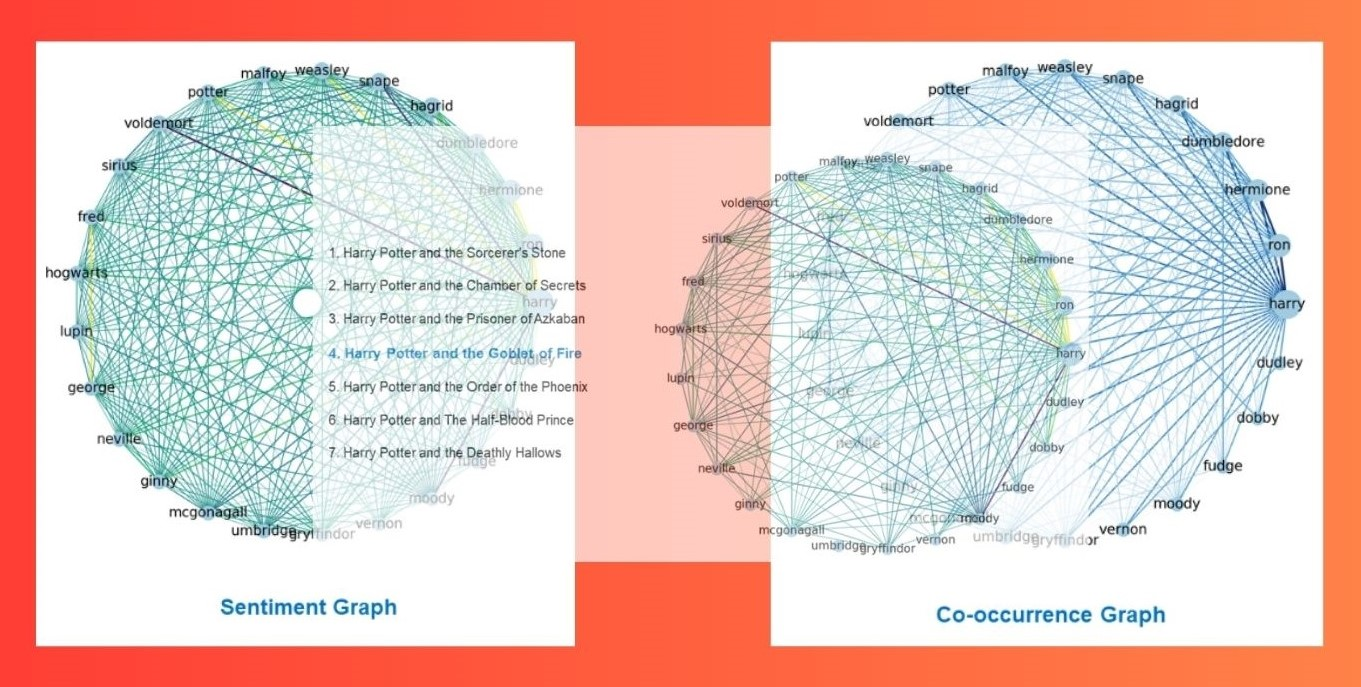 malfoy
weasley
snape
hagrid
potter
voldemort
sirius
fred
hogwarts
lupin
george
neville
ginny
mcgonagall
umbridge
gryffindor
vernon
moody
fudge
dudley
harry
ron
hermione
dumbledore
1. Harry Potter and the Sorcerer's Stone
2. Harry Potter and the Chamber of Secrets
3. Harry Potter and the Prisoner of Azkaban
4. Harry Potter and the Goblet of Fire
5. Harry Potter and the Order of the Phoenix
6. Harry Potter and The Half-Blood Prince
7. Harry Potter and the Deathly Hallows
Sentiment Graph
malfoy
weasley
snape
hagrid
dumbledore
hermione
ron
harry
dudley
dobby
fudge
moody
vernon
gryffindor
umbridge
mcgonagall
ginny
neville
george
lupin
hogwarts
fred
sirius
voldemort
potter
malfoy
weasley
snape
hagrid
dumbledore
hermione
ron
harry
dudley
dobby
fudge
moody
vernon
gryffindor
umbridge
ginny
neville
george
lupin
hogwarts
fred
voldemort
potter
Co-occurrence Graph